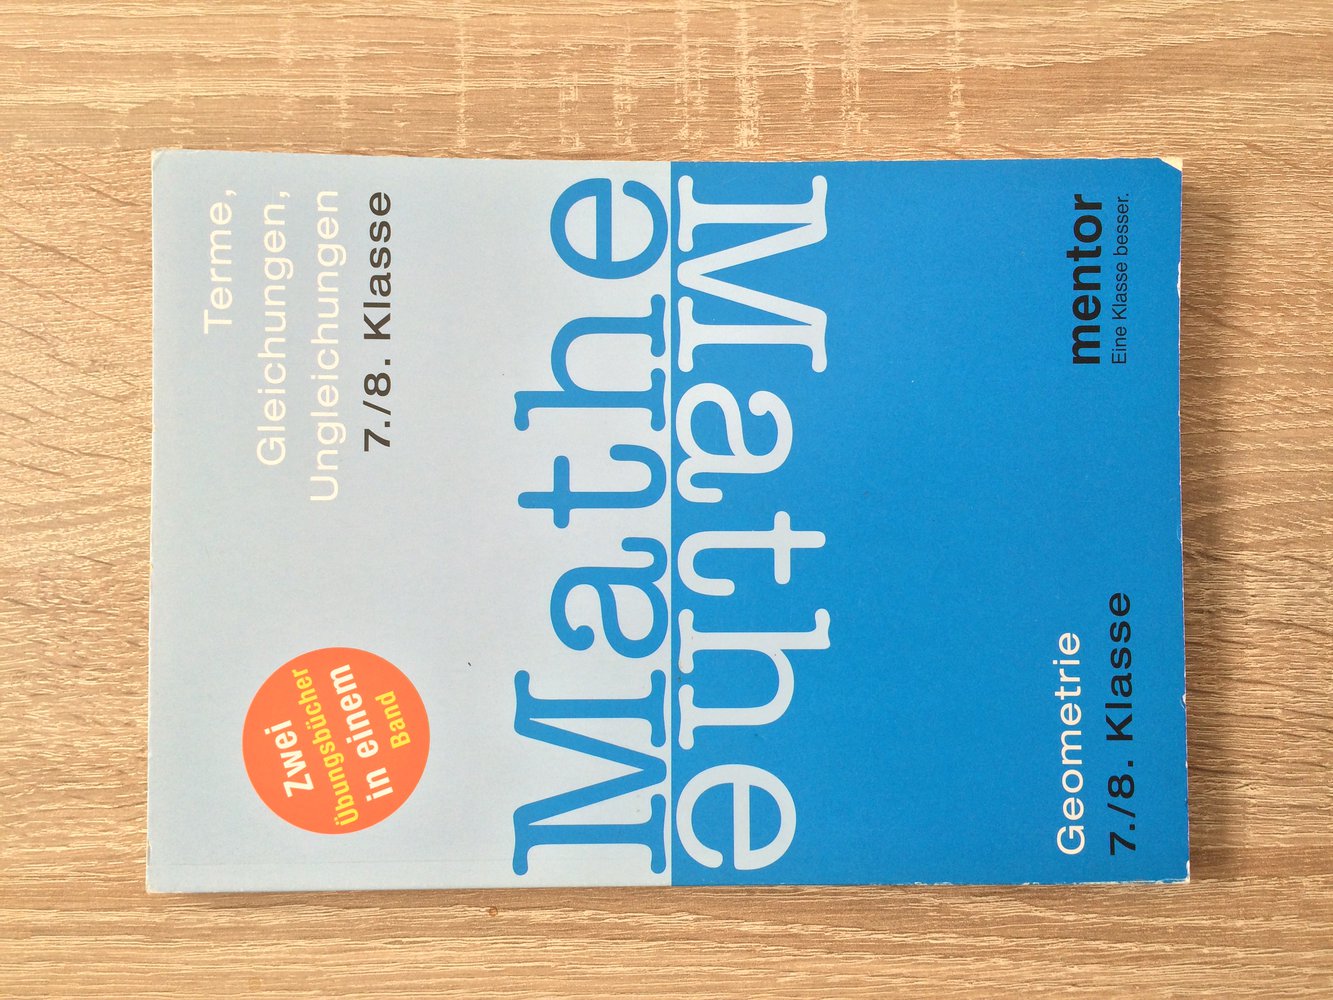 Terme,
Gleichungen,
Ungleichungen
7./8. Klasse
Zwei
Übungsbücher
in einem
Band
Mathe
Mathe
Geometrie
7./8. Klasse
mentor
Eine Klasse besser.